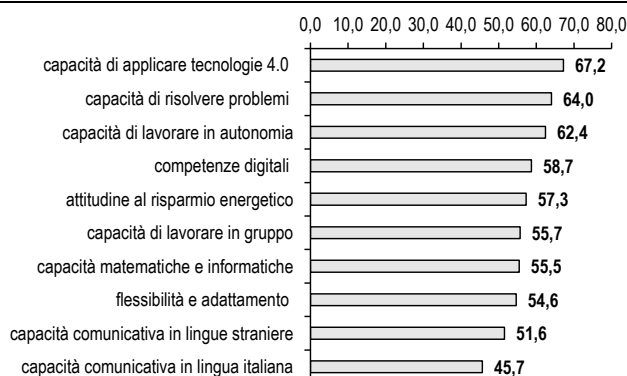 0,0 10,0 20,0 30,0 40,0 50,0 60,0 70,0 80,0
capacità di applicare tecnologie 4.0 67,2
capacità di risolvere problemi 64,0
capacità di lavorare in autonomia 62,4
competenze digitali 58,7
attitudine al risparmio energetico 57,3
capacità di lavorare in gruppo 55,7
capacità matematiche e informatiche 55,5
flessibilità e adattamento 54,6
capacità comunicativa in lingue straniere 51,6
capacità comunicativa in lingua italiana 45,7